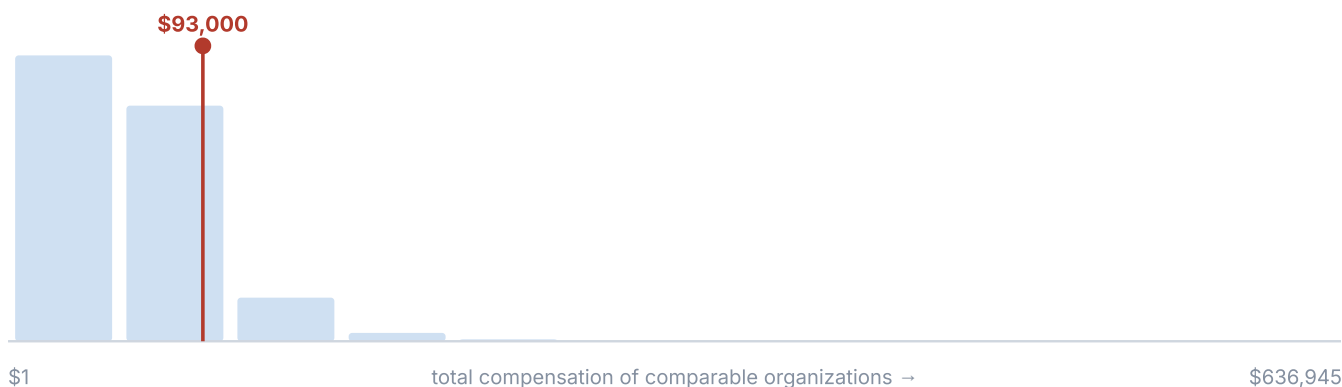 $93,000
$1 total compensation of comparable organizations → $636,945